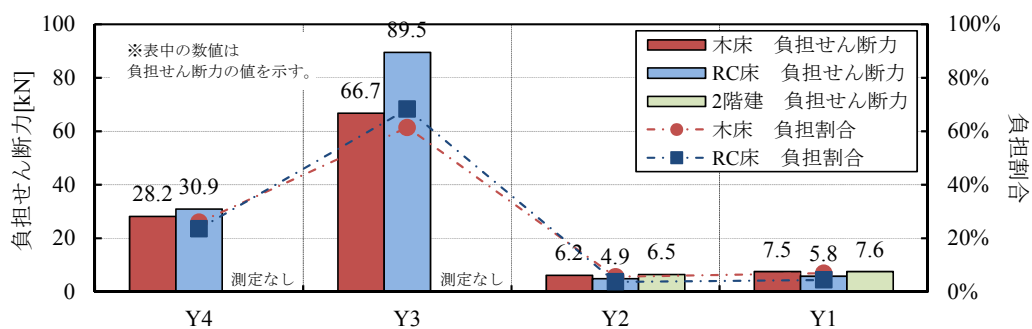 100
80
60
40
20
0
負担せん断力[kN]
※表中の数値は
負担せん断力の値を示す。
28.2
30.9
測定なし
66.7
89.5
測定なし
6.2
4.9
6.5
7.5
5.8
7.6
木床　負担せん断力
RC床　負担せん断力
2階建　負担せん断力
木床　負担割合
RC床　負担割合
100%
80%
60%
40%
20%
0%
負担割合
Y4
Y3
Y2
Y1